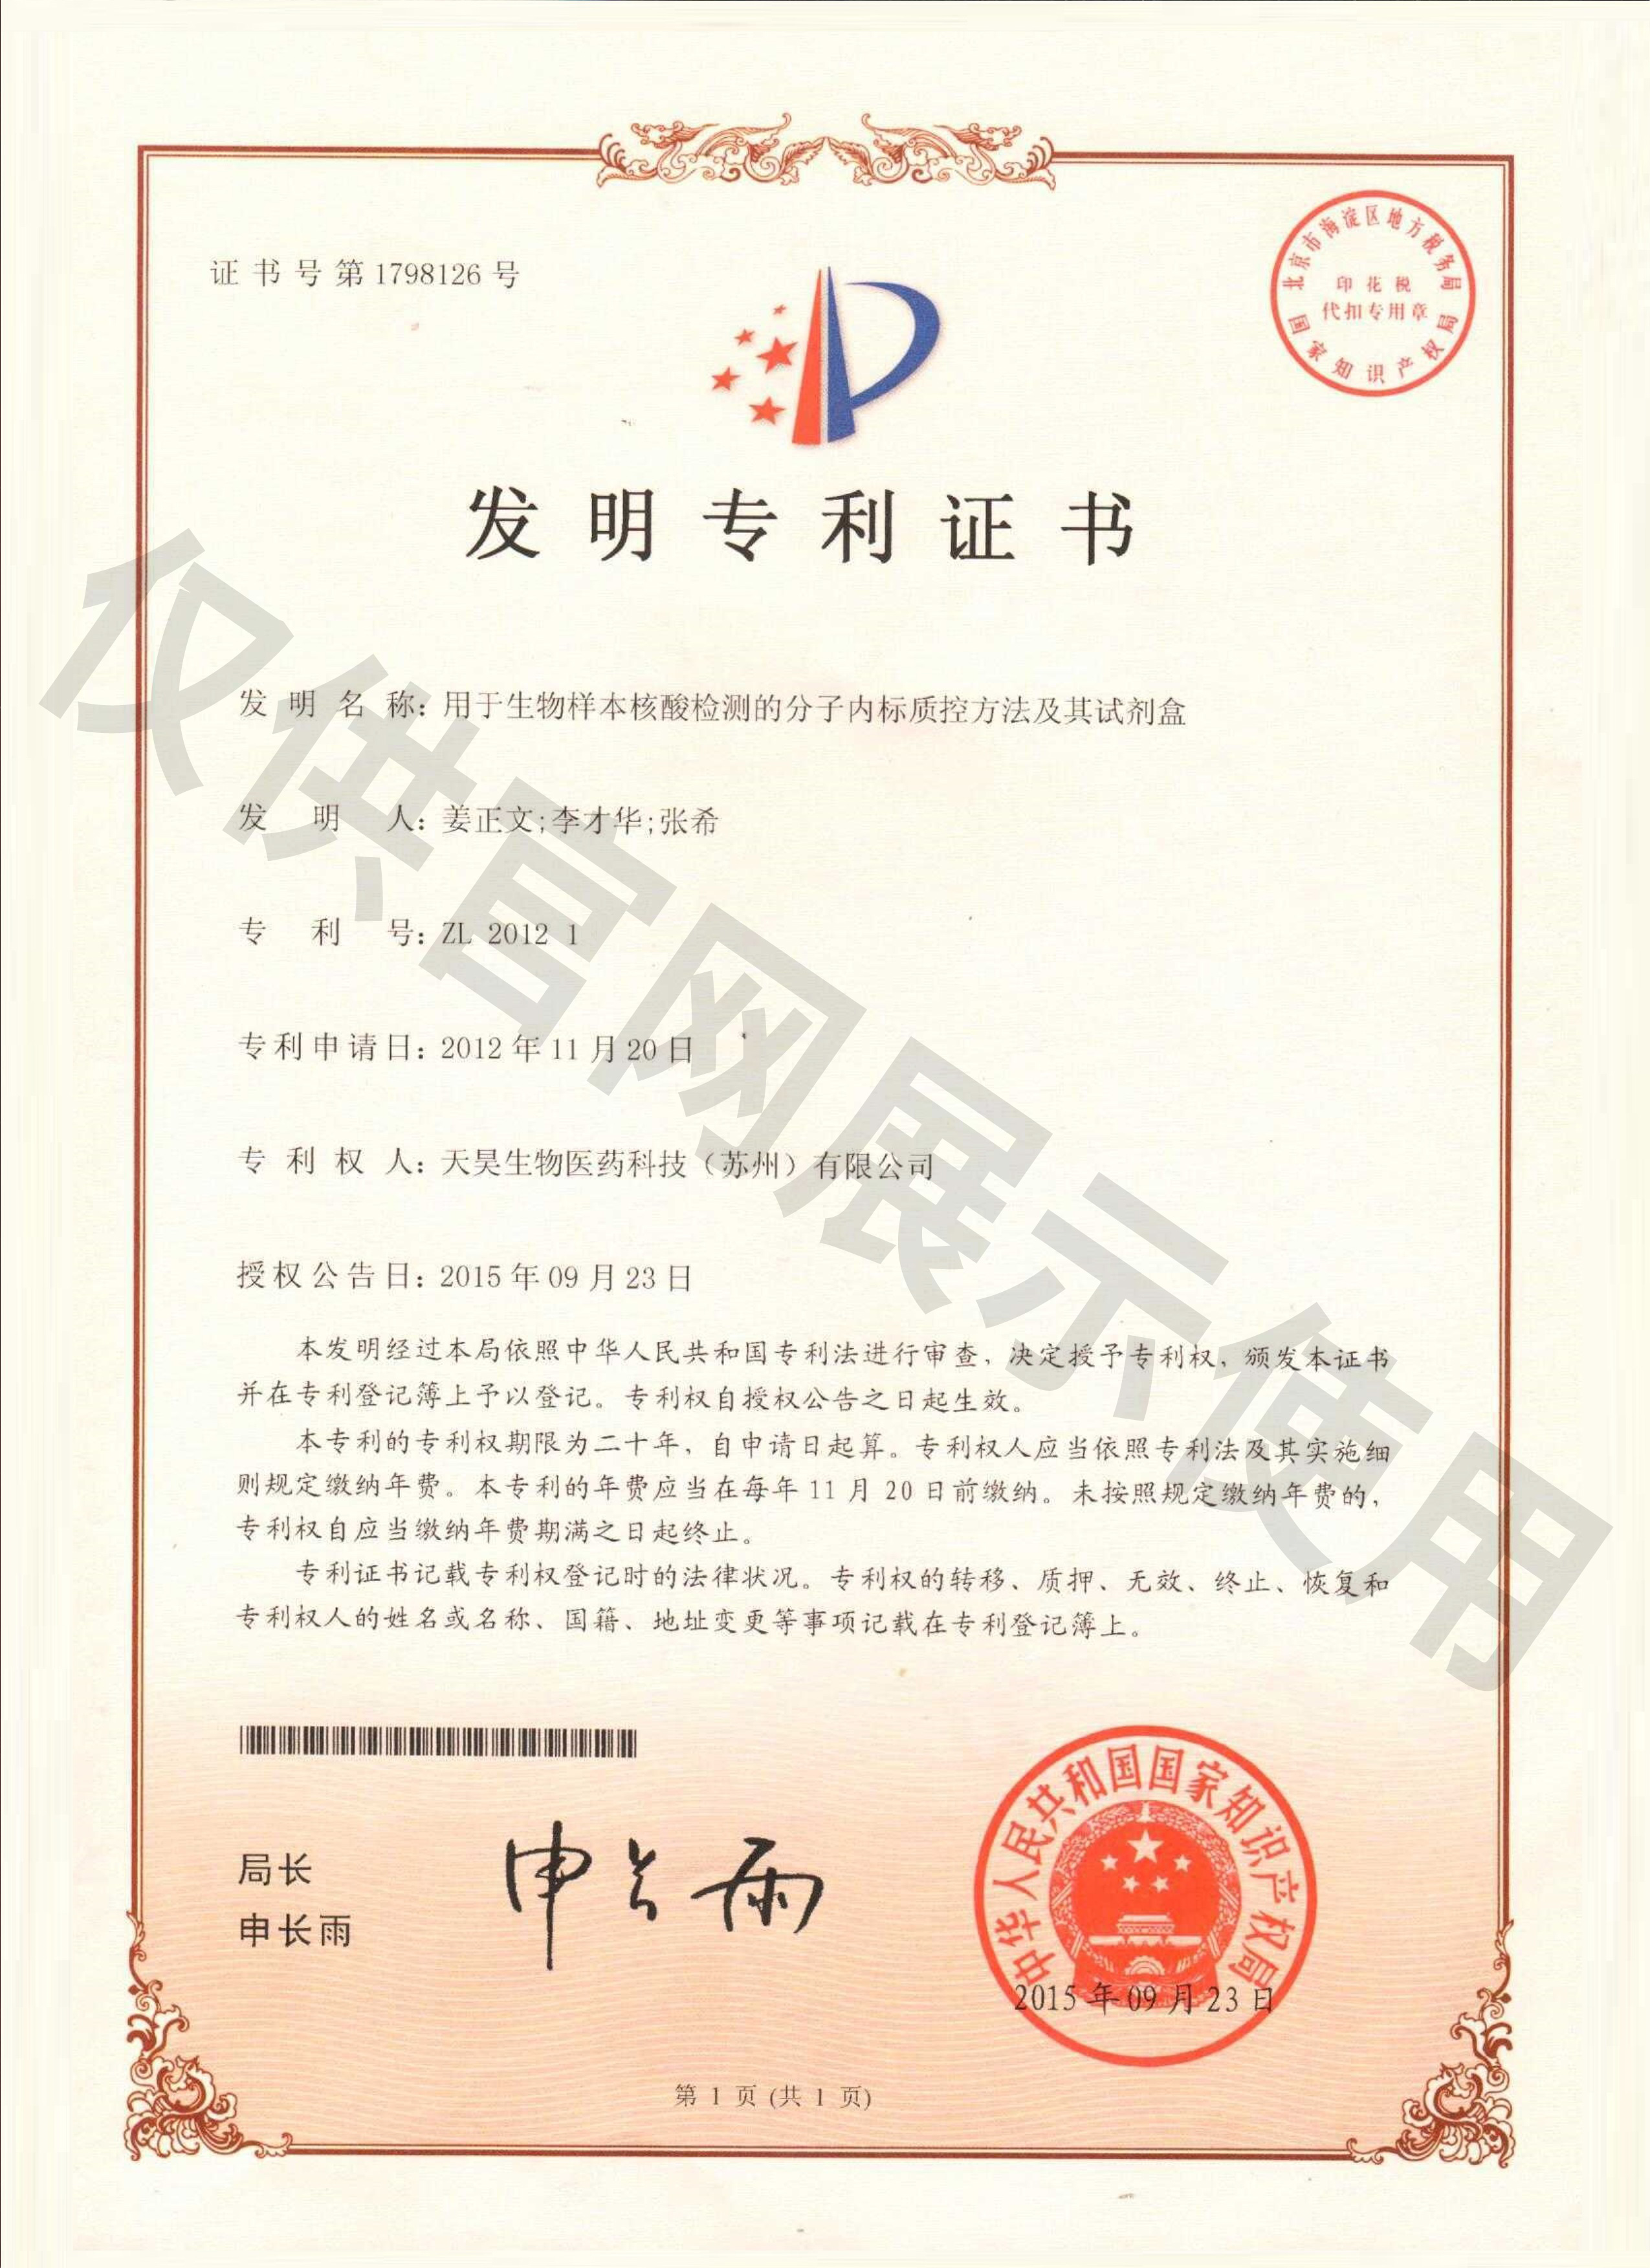 证书号第1798126号
北京市海淀区地方税务局
印花税
代扣专用章
国家知识产权局
发明专利证书
发明名称：用于生物样本核酸检测的分子内标质控方法及其试剂盒
发明人：姜正文;李才华;张希
专利号：ZL 2012 1
专利申请日：2012年11月20日
专利权人：天昊生物医药科技（苏州）有限公司
授权公告日：2015年09月23日
本发明经过本局依照中华人民共和国专利法进行审查，决定授予专利权，颁发本证书
并在专利登记簿上予以登记。专利权自授权公告之日起生效。
本专利的专利权期限为二十年，自申请日起算。专利权人应当依照专利法及其实施细
则规定缴纳年费。本专利的年费应当在每年11月20日前缴纳。未按照规定缴纳年费的，
专利权自应当缴纳年费期满之日起终止。
专利证书记载专利权登记时的法律状况。专利权的转移、质押、无效、终止、恢复和
专利权人的姓名或名称、国籍、地址变更等事项记载在专利登记簿上。
局长
申长雨
申长雨
中华人民共和国国家知识产权局
2015年09月23日
第 1 页 (共 1 页)
仅供官网展示使用